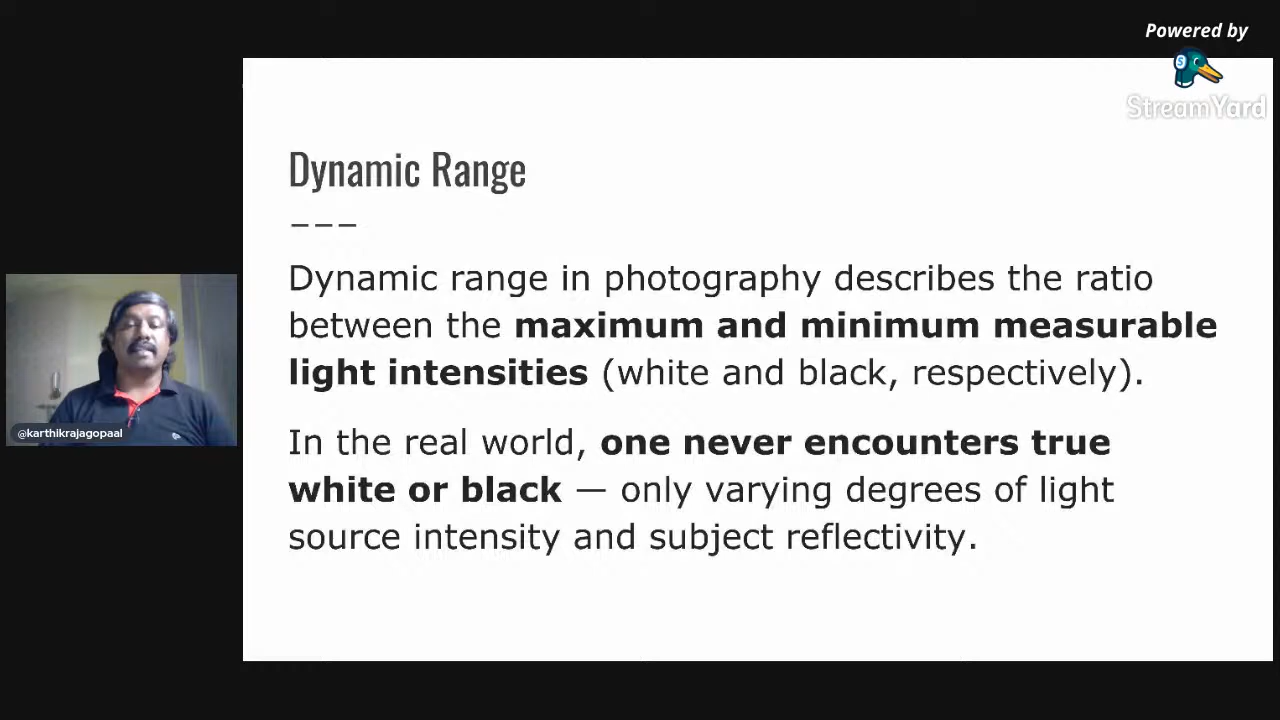 Powered by
StreamYard
Dynamic Range
Dynamic range in photography describes the ratio
between the maximum and minimum measurable
light intensities (white and black, respectively).
In the real world, one never encounters true
white or black — only varying degrees of light
source intensity and subject reflectivity.
@karthikrajagopaal